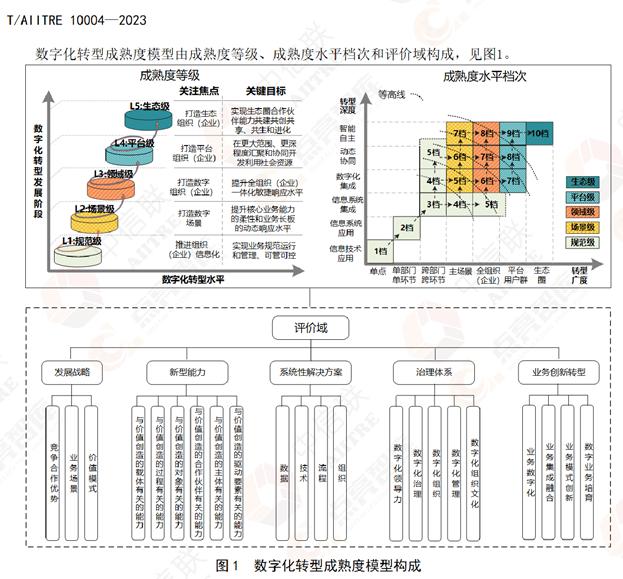 T/AIITRE 10004—2023
数字化转型成熟度模型由成熟度等级、成熟度水平档次和评价域构成，见图1。
成熟度等级
关注焦点
关键目标
数字化转型发展阶段
L5:生态级
打造生态
组织（企业）
实现生态圈合作伙
伴能力共建共创共
享、共生和进化
L4:平台级
打造平台
组织（企业）
在更大范围、更深
程度汇聚和协同开
发利用社会资源
L3:领域级
打造数字
组织（企业）
提升全组织（企业）
一体化敏捷响应水平
L2:场景级
打造数字
场景
提升核心业务能力
的柔性和业务长板
的动态响应水平
L1:规范级
推进组织
（企业）信息化
实现业务规范运行
和管理、可管可控
数字化转型水平
成熟度水平档次
转型
深度
等高线
智能
自主
7档
8档
9档
10档
动态
协同
5档
6档
7档
8档
数字化
集成
4档
5档
6档
7档
信息系统
集成
3档
4档
5档
信息系统
应用
2档
信息技术
应用
1档
生态级
平台级
领域级
场景级
规范级
单点
单部门
单环节
跨部门
跨环节
主场景
全组织
（企业）
平台
用户群
生态
圈
转型
广度
评价域
发展战略
新型能力
系统性解决方案
治理体系
业务创新转型
竞争合作优势
业务场景
价值模式
与价值创造的载体有关的能力
与价值创造的过程有关的能力
与价值创造的对象有关的能力
与价值创造的合作伙伴有关的能力
与价值创造的主体有关的能力
与价值创造的驱动要素有关的能力
数据
技术
流程
组织
数字化领导力
数字化治理
数字化组织
数字化管理
数字化组织文化
业务数字化
业务集成融合
业务模式创新
数字业务培育
图 1 数字化转型成熟度模型构成